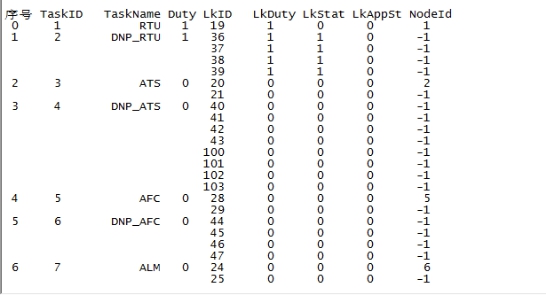 序号 TaskID TaskName Duty LkID LkDuty LkStat LkAppSt NodeId
0 1 RTU 1 19 1 0 0 1
1 2 DNP_RTU 1 36 1 1 0 -1
37 1 1 0 -1
38 1 1 0 -1
39 1 1 0 -1
2 3 ATS 0 20 0 0 0 2
21 0 0 0 -1
3 4 DNP_ATS 0 40 0 0 0 -1
41 0 0 0 -1
42 0 0 0 -1
43 0 0 0 -1
100 0 0 0 -1
101 0 0 0 -1
102 0 0 0 -1
103 0 0 0 -1
4 5 AFC 0 28 0 0 0 5
29 0 0 0 -1
5 6 DNP_AFC 0 44 0 0 0 -1
45 0 0 0 -1
46 0 0 0 -1
47 0 0 0 -1
6 7 ALM 0 24 0 0 0 6
25 0 0 0 -1